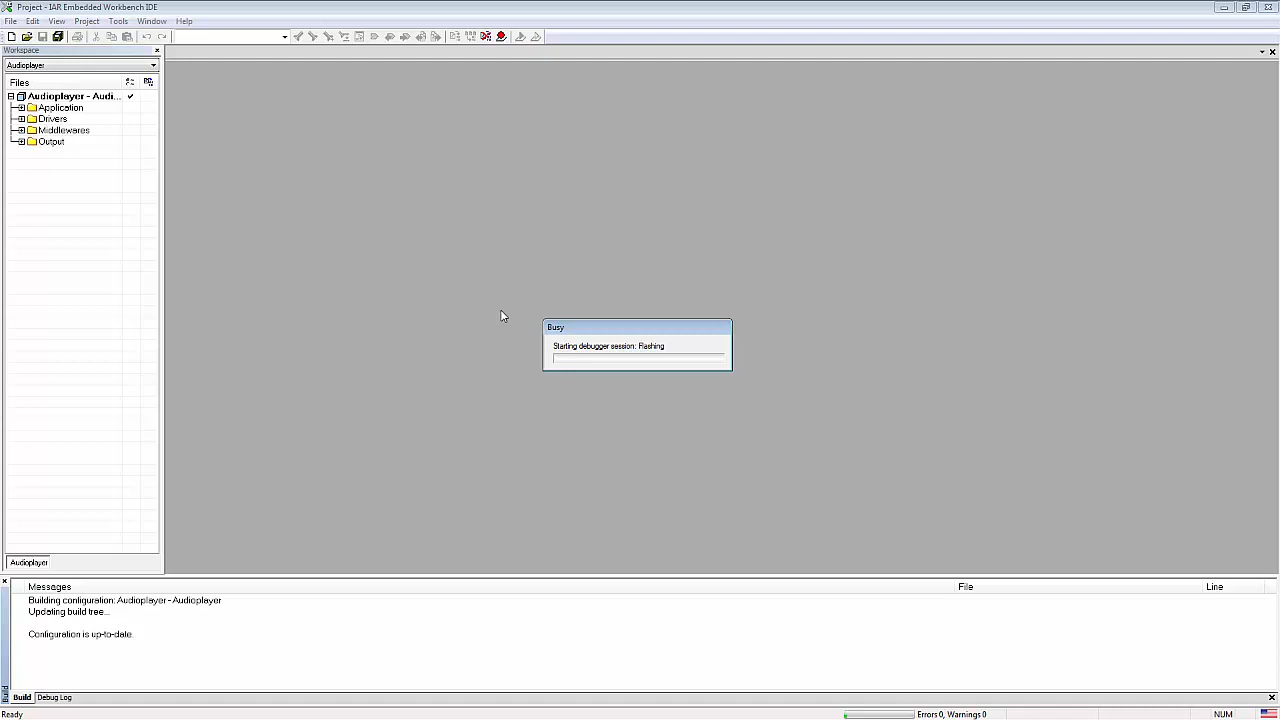 Project - IAR Embedded Workbench IDE
File Edit View Project Tools Window Help
Workspace
Audioplayer
Files
Audioplayer - Audi...
Application
Drivers
Middlewares
Output
Busy
Starting debugger session: Flashing
Audioplayer
Messages File Line
Building configuration: Audioplayer - Audioplayer
Updating build tree...
Configuration is up-to-date.
Build
Build Debug Log
Ready Errors 0, Warnings 0 NUM